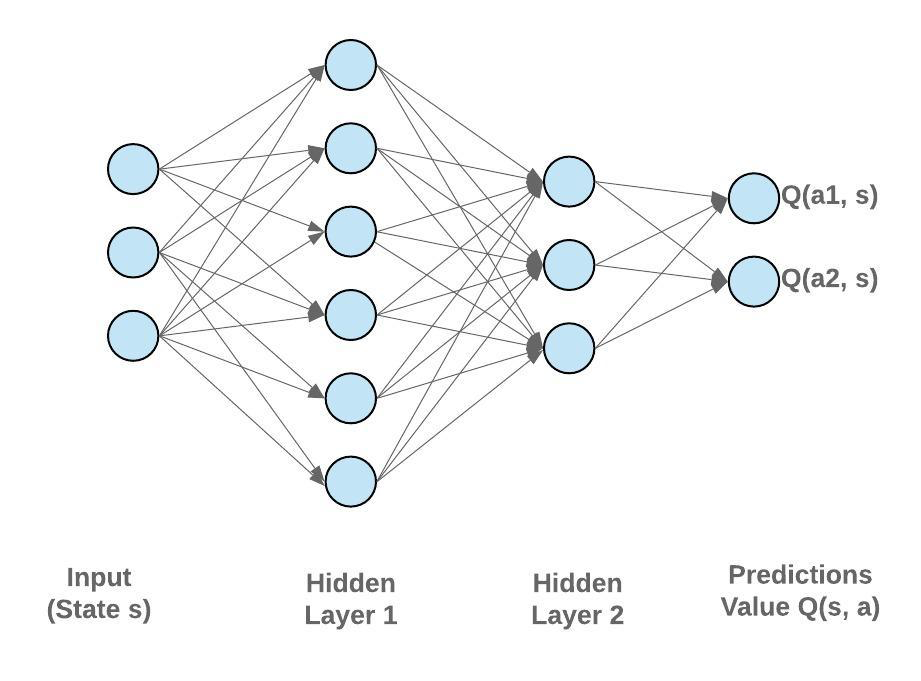 Q(a1, s)
Q(a2, s)
Input
(State s)
Hidden
Layer 1
Hidden
Layer 2
Predictions
Value Q(s, a)